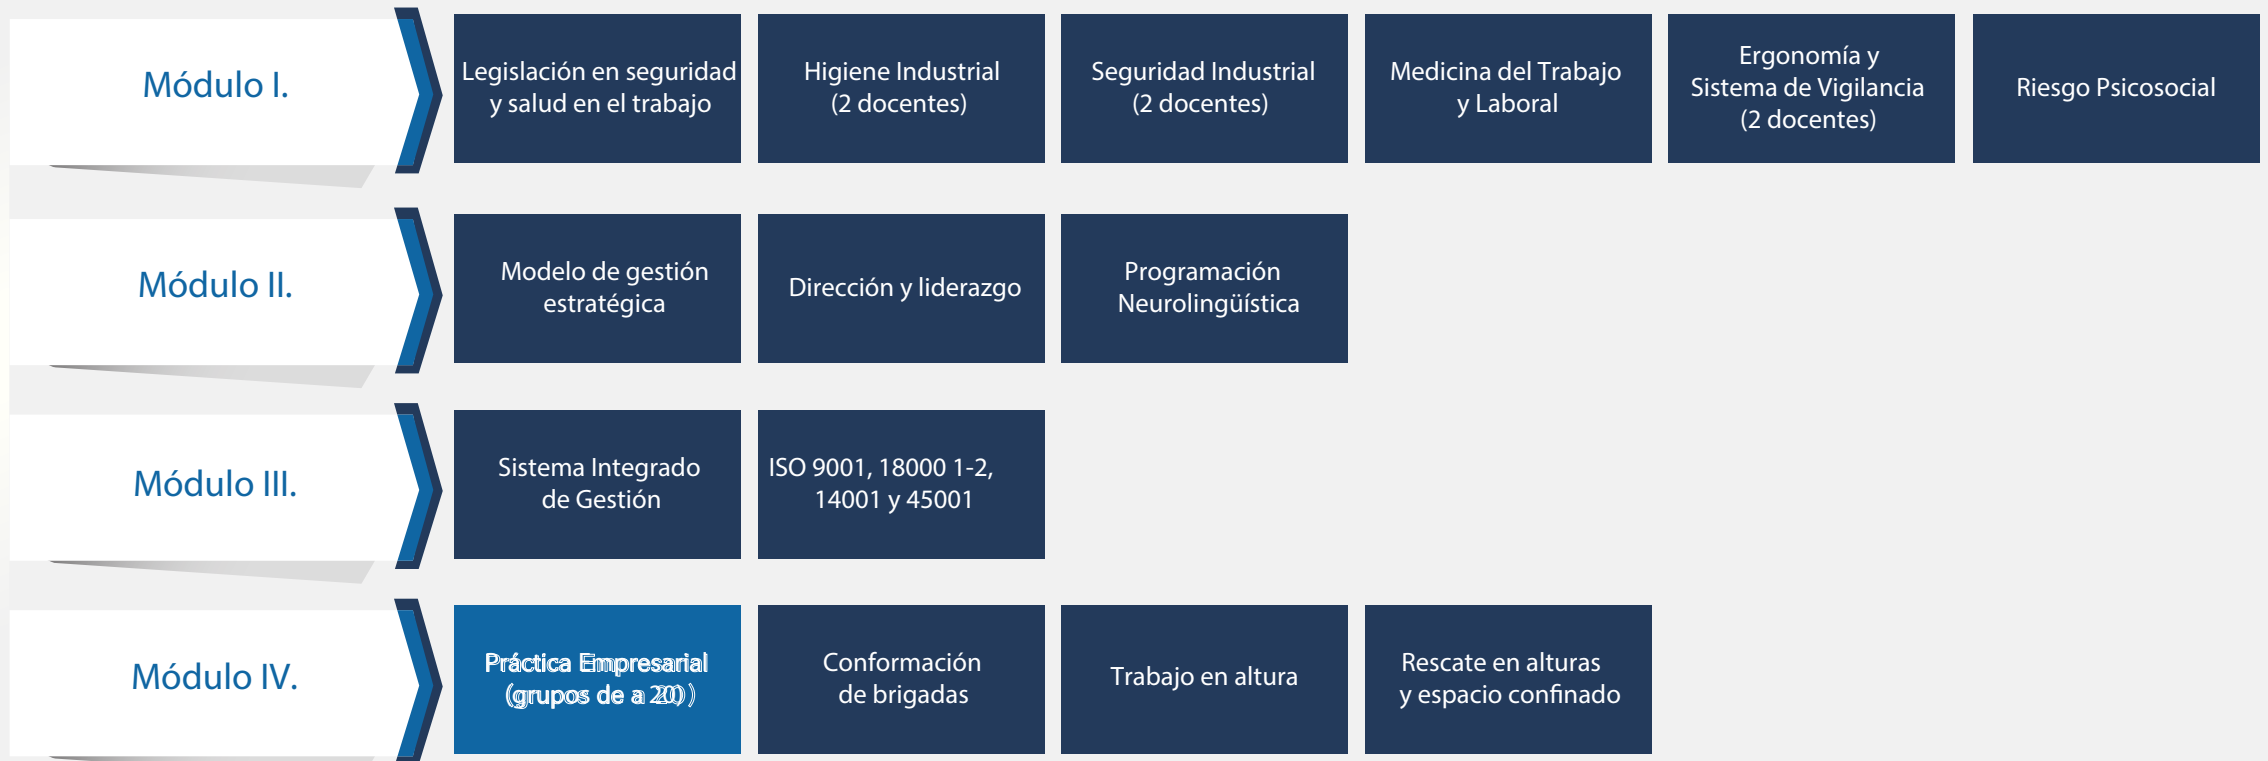 Módulo I.
Legislación en seguridad
y salud en el trabajo
Higiene Industrial
(2 docentes)
Seguridad Industrial
(2 docentes)
Medicina del Trabajo
y Laboral
Ergonomía y
Sistema de Vigilancia
(2 docentes)
Riesgo Psicosocial
Módulo II.
Modelo de gestión
estratégica
Dirección y liderazgo
Programación
Neurolingüística
Módulo III.
Sistema Integrado
de Gestión
ISO 9001, 18000 1-2,
14001 y 45001
Módulo IV.
Práctica Empresarial
(grupos de a 20)
Conformación
de brigadas
Trabajo en altura
Rescate en alturas
y espacio confinado